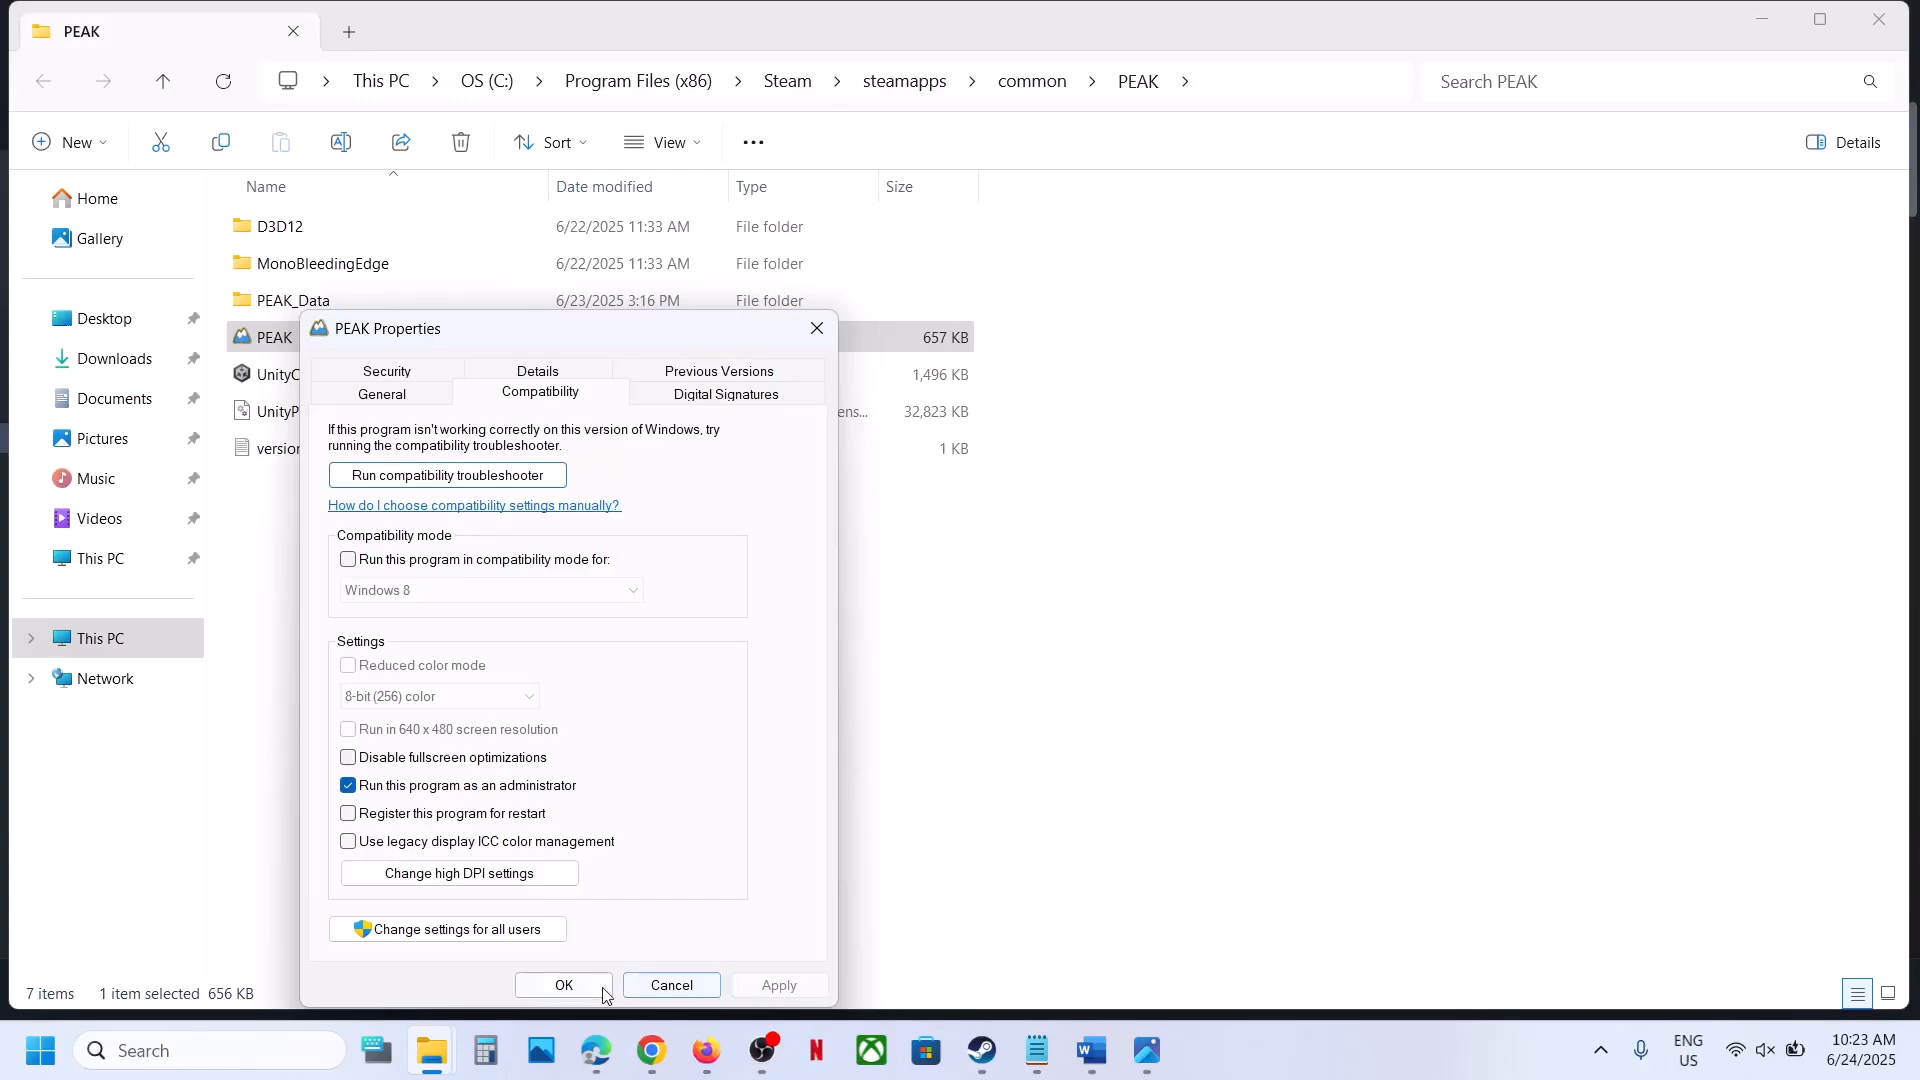 PEAK
This PC
OS (C:)
Program Files (x86)
Steam
steamapps
common
PEAK
Search PEAK
New
Sort
View
Details
Name
Date modified
Type
Size
Home
Gallery
Desktop
Downloads
Documents
Pictures
Music
Videos
This PC
This PC
Network
D3D12 6/22/2025 11:33 AM File folder
MonoBleedingEdge 6/22/2025 11:33 AM File folder
PEAK_Data 6/23/2025 3:16 PM File folder
PEAK 657 KB
UnityC 1,496 KB
UnityP ens... 32,823 KB
version 1 KB
PEAK Properties
Security
Details
Previous Versions
General
Compatibility
Digital Signatures
If this program isn't working correctly on this version of Windows, try
running the compatibility troubleshooter.
Run compatibility troubleshooter
How do I choose compatibility settings manually?
Compatibility mode
Run this program in compatibility mode for:
Windows 8
Settings
Reduced color mode
8-bit (256) color
Run in 640 x 480 screen resolution
Disable fullscreen optimizations
Run this program as an administrator
Register this program for restart
Use legacy display ICC color management
Change high DPI settings
Change settings for all users
OK
Cancel
Apply
7 items
1 item selected 656 KB
Search
ENG
US
10:23 AM
6/24/2025